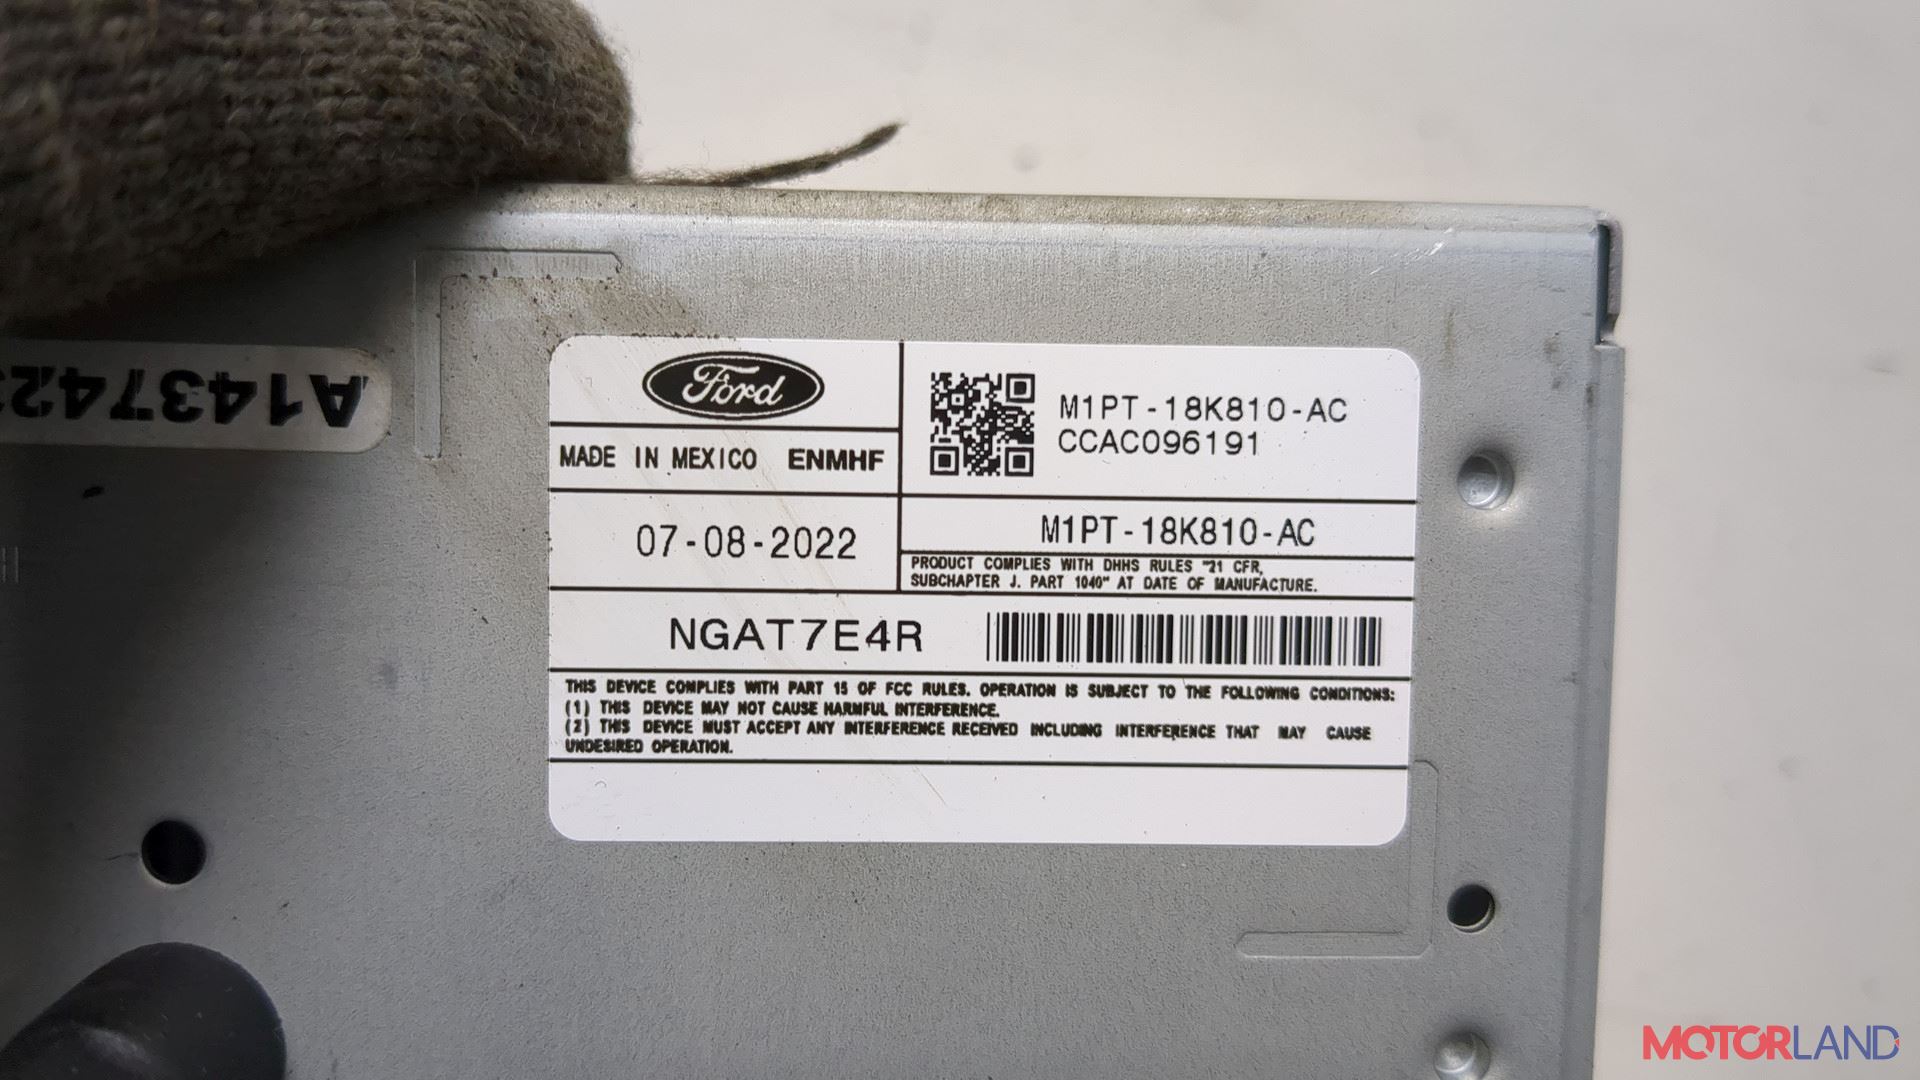 A143742
Ford
MADE IN MEXICO ENMHF
M1PT-18K810-AC
CCAC096191
07-08-2022
M1PT-18K810-AC
PRODUCT COMPLIES WITH DHHS RULES "21 CFR,
SUBCHAPTER J. PART 1040" AT DATE OF MANUFACTURE.
NGAT7E4R
THIS DEVICE COMPLIES WITH PART 15 OF FCC RULES. OPERATION IS SUBJECT TO THE FOLLOWING CONDITIONS:
(1) THIS DEVICE MAY NOT CAUSE HARMFUL INTERFERENCE.
(2) THIS DEVICE MUST ACCEPT ANY INTERFERENCE RECEIVED INCLUDING INTERFERENCE THAT MAY CAUSE
UNDESIRED OPERATION.
MOTORLAND